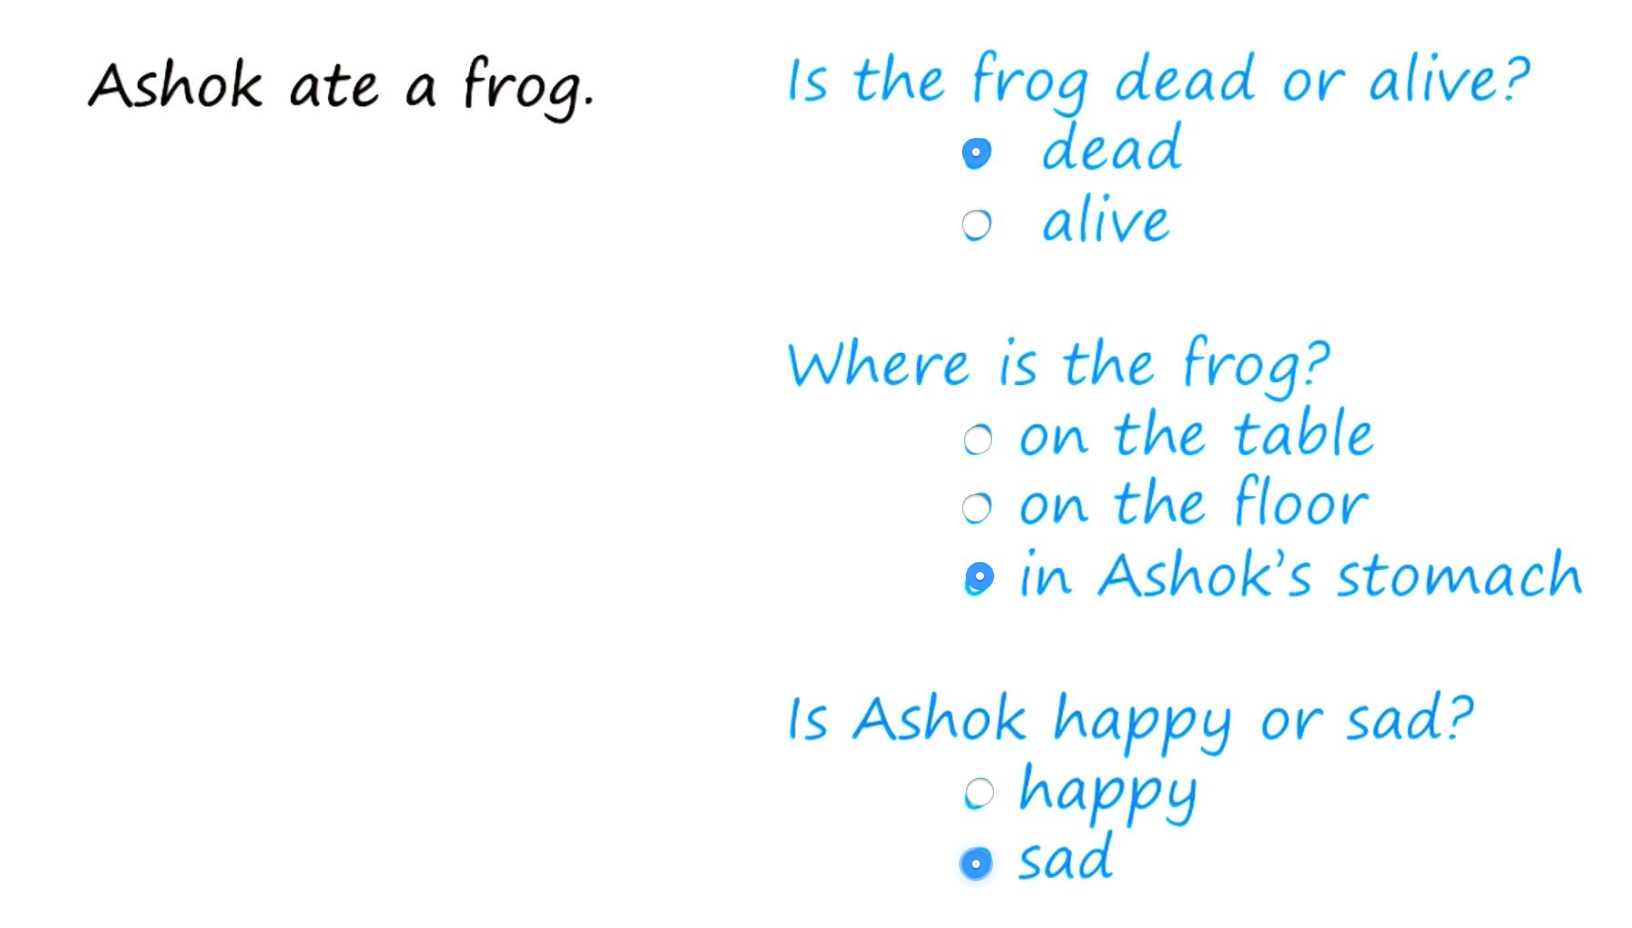 Ashok ate a frog.
Is the frog dead or alive?
dead
alive
Where is the frog?
on the table
on the floor
in Ashok's stomach
Is Ashok happy or sad?
happy
sad